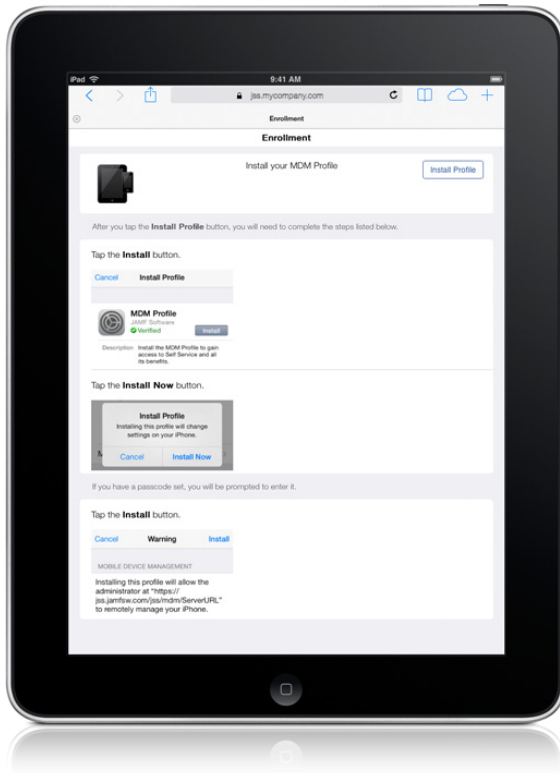 iPad 9:41 AM
jss.mycompany.com
Enrollment
Enrollment
Install your MDM Profile
Install Profile
After you tap the Install Profile button, you will need to complete the steps listed below.
Tap the Install button.
Cancel Install Profile
MDM Profile
JAMF Software
Verified Install
Description Install the MDM Profile to gain
access to Self Service and all
its benefits.
Tap the Install Now button.
Install Profile
Installing this profile will change
settings on your iPhone.
M
Cancel Install Now
If you have a passcode set, you will be prompted to enter it.
Tap the Install button.
Cancel Warning Install
MOBILE DEVICE MANAGEMENT
Installing this profile will allow the
administrator at "https://
jss.jamfsw.com/jss/mdm/ServerURL"
to remotely manage your iPhone.